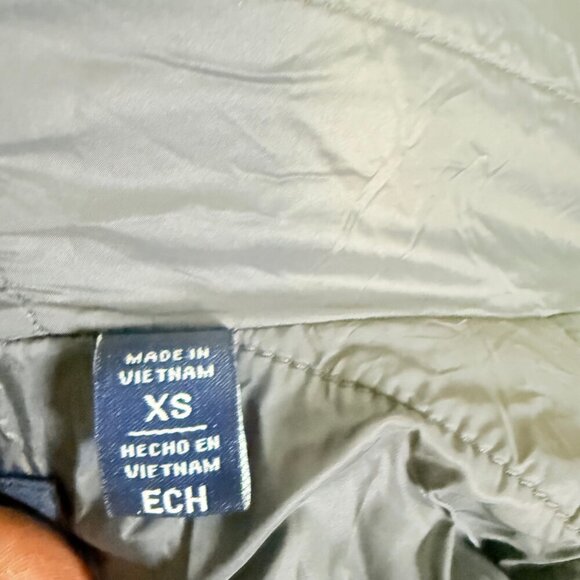 MADE IN
VIETNAM
XS
HECHO EN
VIETNAM
ECH